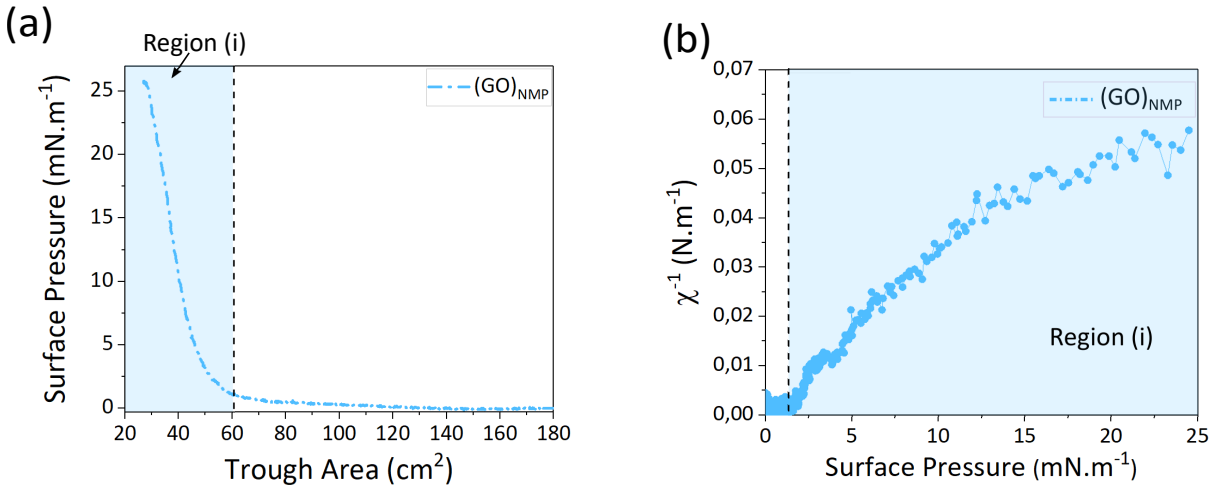 (a)
Region (i)
Surface Pressure (mN.m⁻¹)
25
20
15
10
5
0
(GO)NMP
20 40 60 80 100 120 140 160 180
Trough Area (cm²)
(b)
χ⁻¹ (N.m⁻¹)
0,07
0,06
0,05
0,04
0,03
0,02
0,01
0,00
(GO)NMP
Region (i)
0 5 10 15 20 25
Surface Pressure (mN.m⁻¹)